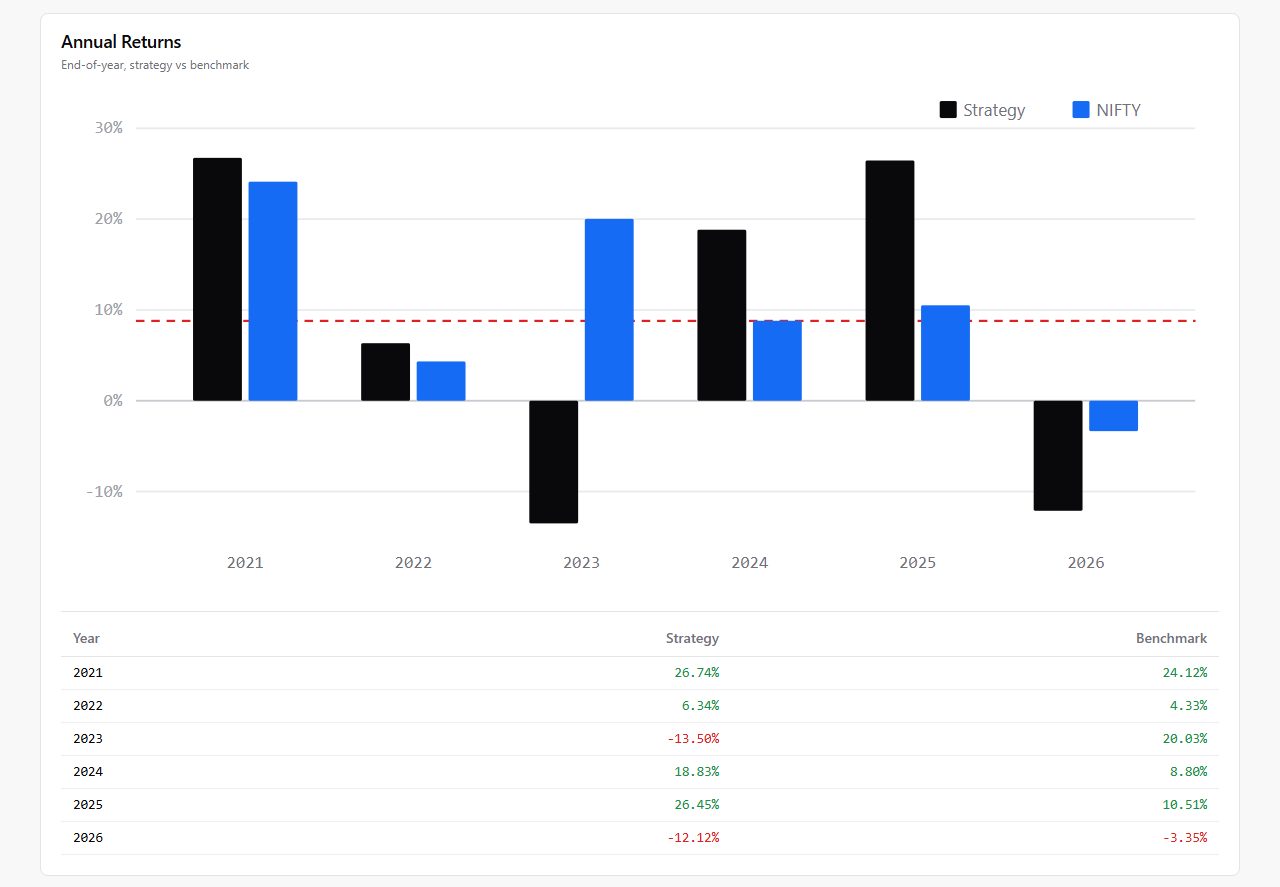 Annual Returns
End-of-year, strategy vs benchmark
Strategy NIFTY
30%
20%
10%
0%
-10%
2021 2022 2023 2024 2025 2026
Year Strategy Benchmark
2021 26.74% 24.12%
2022 6.34% 4.33%
2023 -13.50% 20.03%
2024 18.83% 8.80%
2025 26.45% 10.51%
2026 -12.12% -3.35%